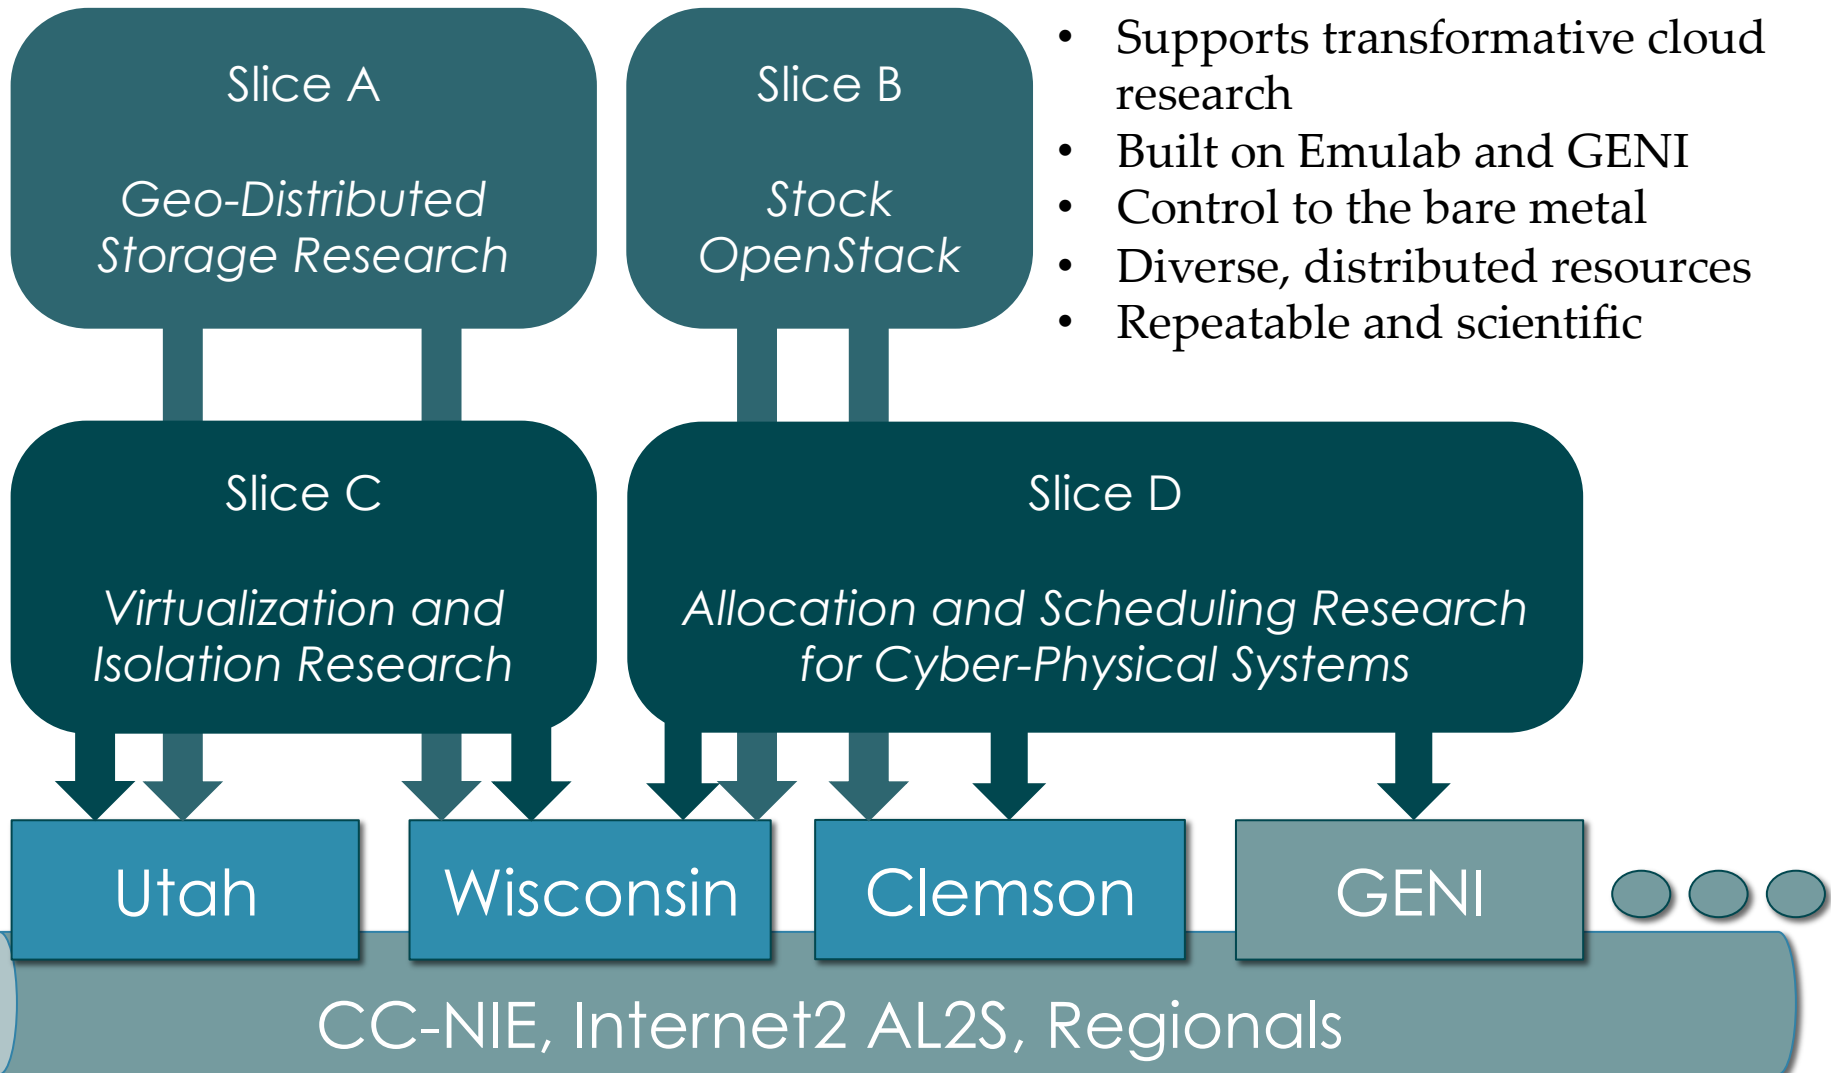 Slice A
Geo-Distributed
Storage Research
Slice B
Stock
OpenStack
• Supports transformative cloud
research
• Built on Emulab and GENI
• Control to the bare metal
• Diverse, distributed resources
• Repeatable and scientific
Slice C
Virtualization and
Isolation Research
Slice D
Allocation and Scheduling Research
for Cyber-Physical Systems
Utah
Wisconsin
Clemson
GENI
CC-NIE, Internet2 AL2S, Regionals